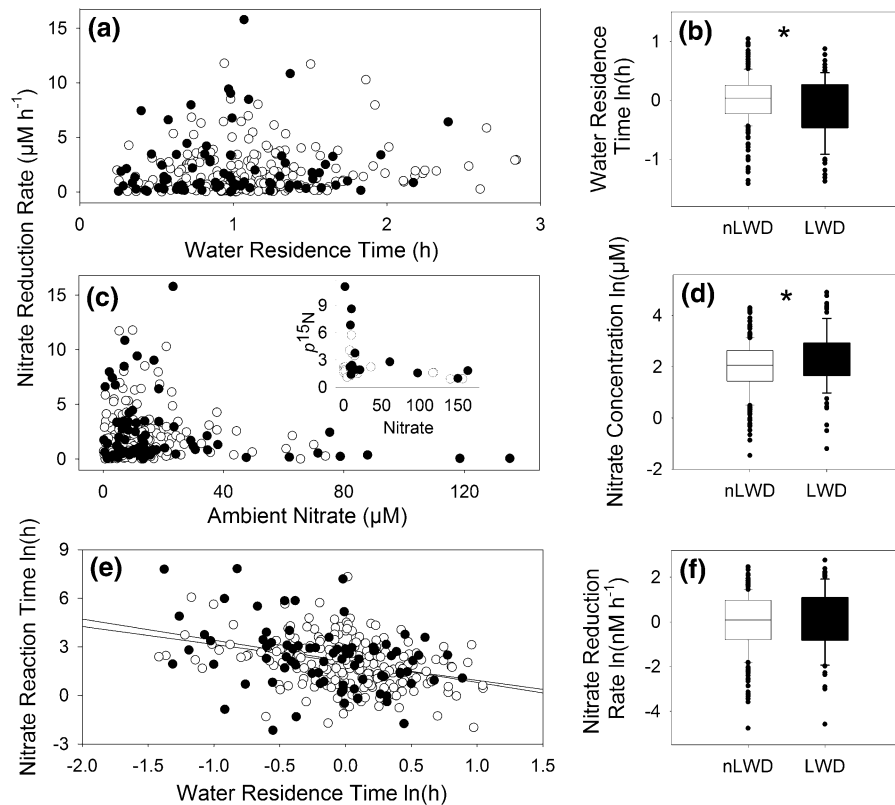 (a)
Nitrate Reduction Rate (µM h⁻¹)
15
10
5
0
0
1
2
3
Water Residence Time (h)
(b)
*
Water Residence
Time ln(h)
1
0
-1
nLWD
LWD
(c)
15
10
5
0
0
40
80
120
Ambient Nitrate (µM)
p¹⁵N
9
6
3
0
0
50
100
150
Nitrate
(d)
*
Nitrate Concentration ln(µM)
4
2
0
-2
nLWD
LWD
(e)
Nitrate Reaction Time ln(h)
9
6
3
0
-3
-2.0
-1.5
-1.0
-0.5
0.0
0.5
1.0
1.5
Water Residence Time ln(h)
(f)
Nitrate Reduction
Rate ln(nM h⁻¹)
2
0
-2
-4
nLWD
LWD